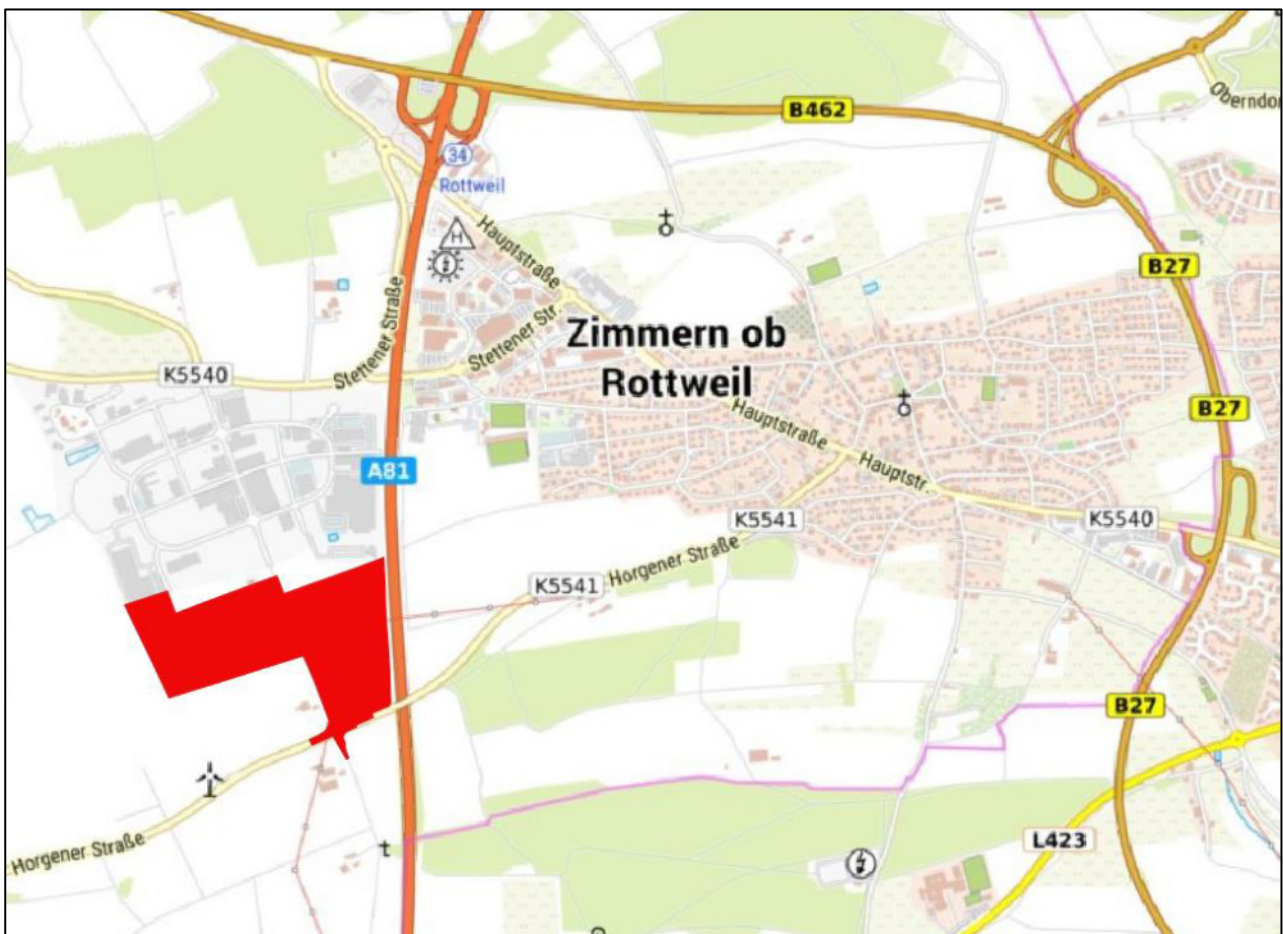 B462
Oberndor
34
Rottweil
Hauptstraße
H
B27
Stettener Straße
Stettener Str.
Zimmern ob
Rottweil
K5540
Hauptstraße
B27
Hauptstr.
A81
K5541
K5540
Horgener Straße
K5541
B27
L423
Horgener Straße